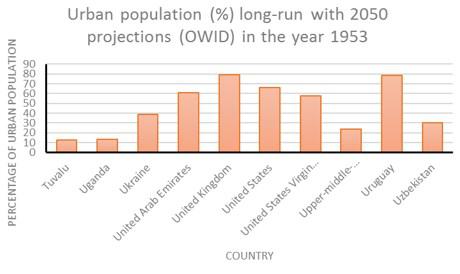 Urban population (%) long-run with 2050
projections (OWID) in the year 1953
PERCENTAGE OF URBAN POPULATION
90
80
70
60
50
40
30
20
10
0
Tuvalu
Uganda
Ukraine
United Arab Emirates
United Kingdom
United States
United States Virgin...
Upper-middle-...
Uruguay
Uzbekistan
COUNTRY